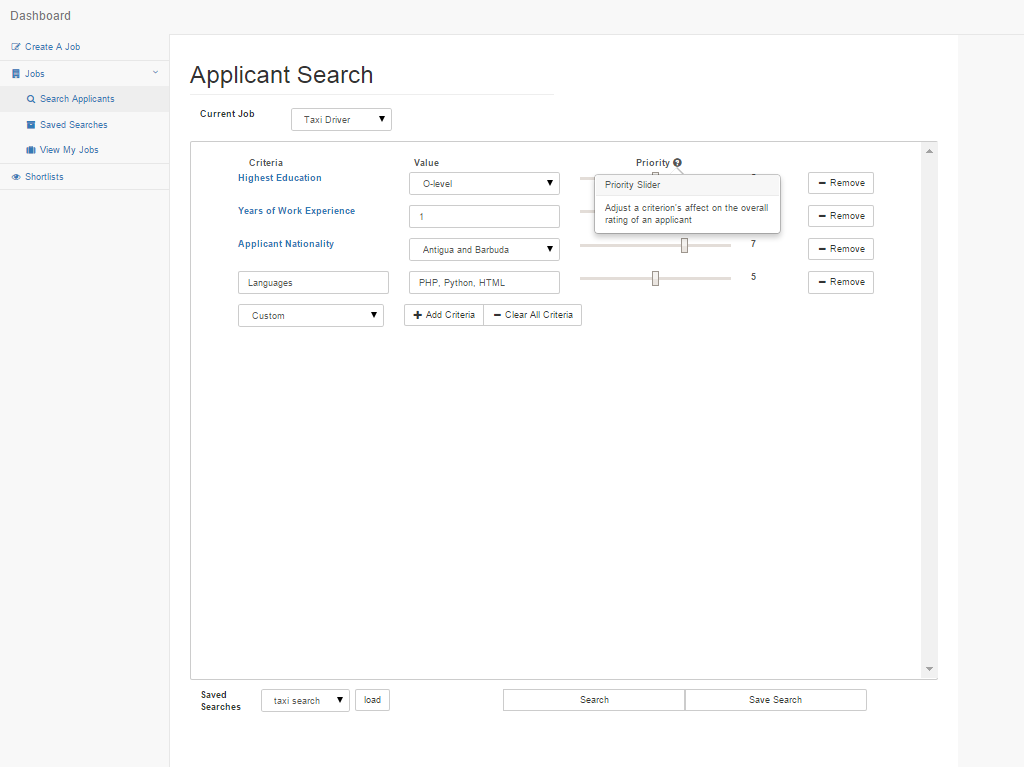 Dashboard
Create A Job
Jobs
Search Applicants
Saved Searches
View My Jobs
Shortlists
Applicant Search
Current Job
Taxi Driver
Criteria Value Priority
Highest Education O-level Remove
Priority Slider
Adjust a criterion's affect on the overall
rating of an applicant
Years of Work Experience 1 Remove
Applicant Nationality Antigua and Barbuda 7 Remove
Languages PHP, Python, HTML 5 Remove
Custom Add Criteria Clear All Criteria
Saved
Searches
taxi search load Search Save Search